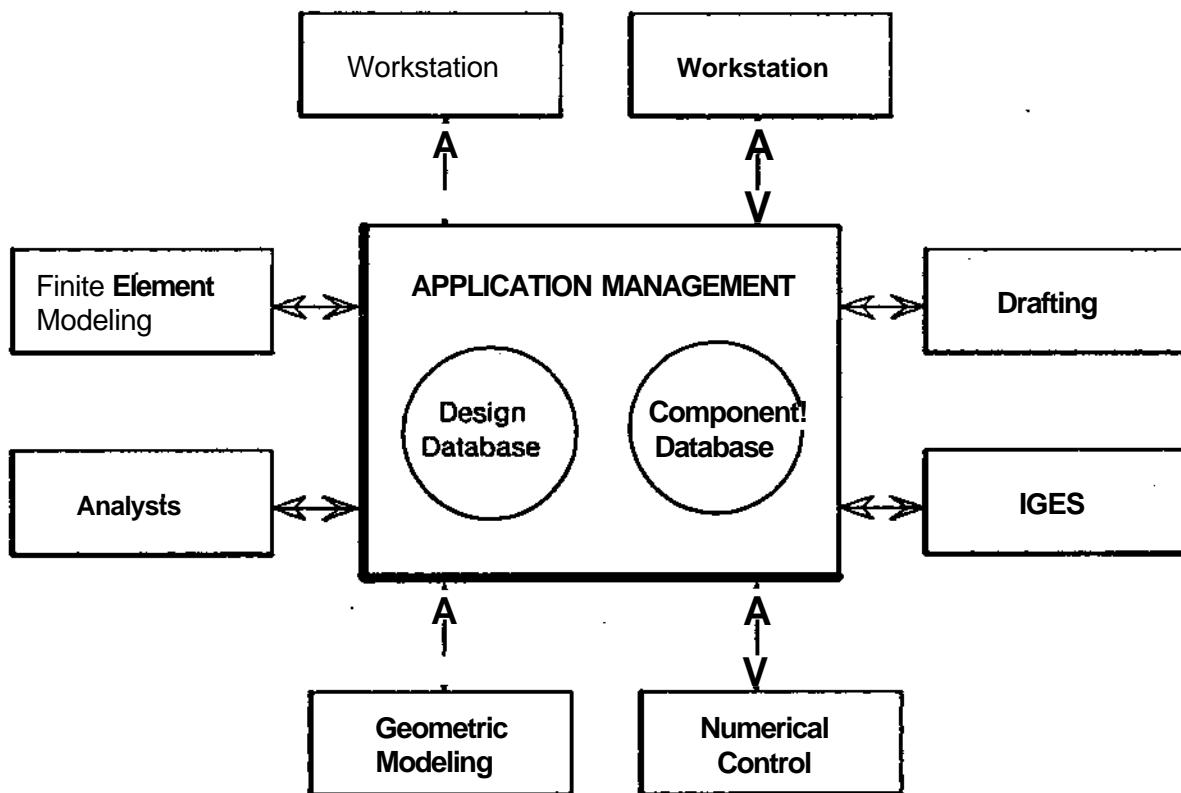 Workstation
Workstation
A
A
V
Finite Element
Modeling
APPLICATION MANAGEMENT
Drafting
Design
Database
Component!
Database
Analysts
IGES
A
A
V
Geometric
Modeling
Numerical
Control